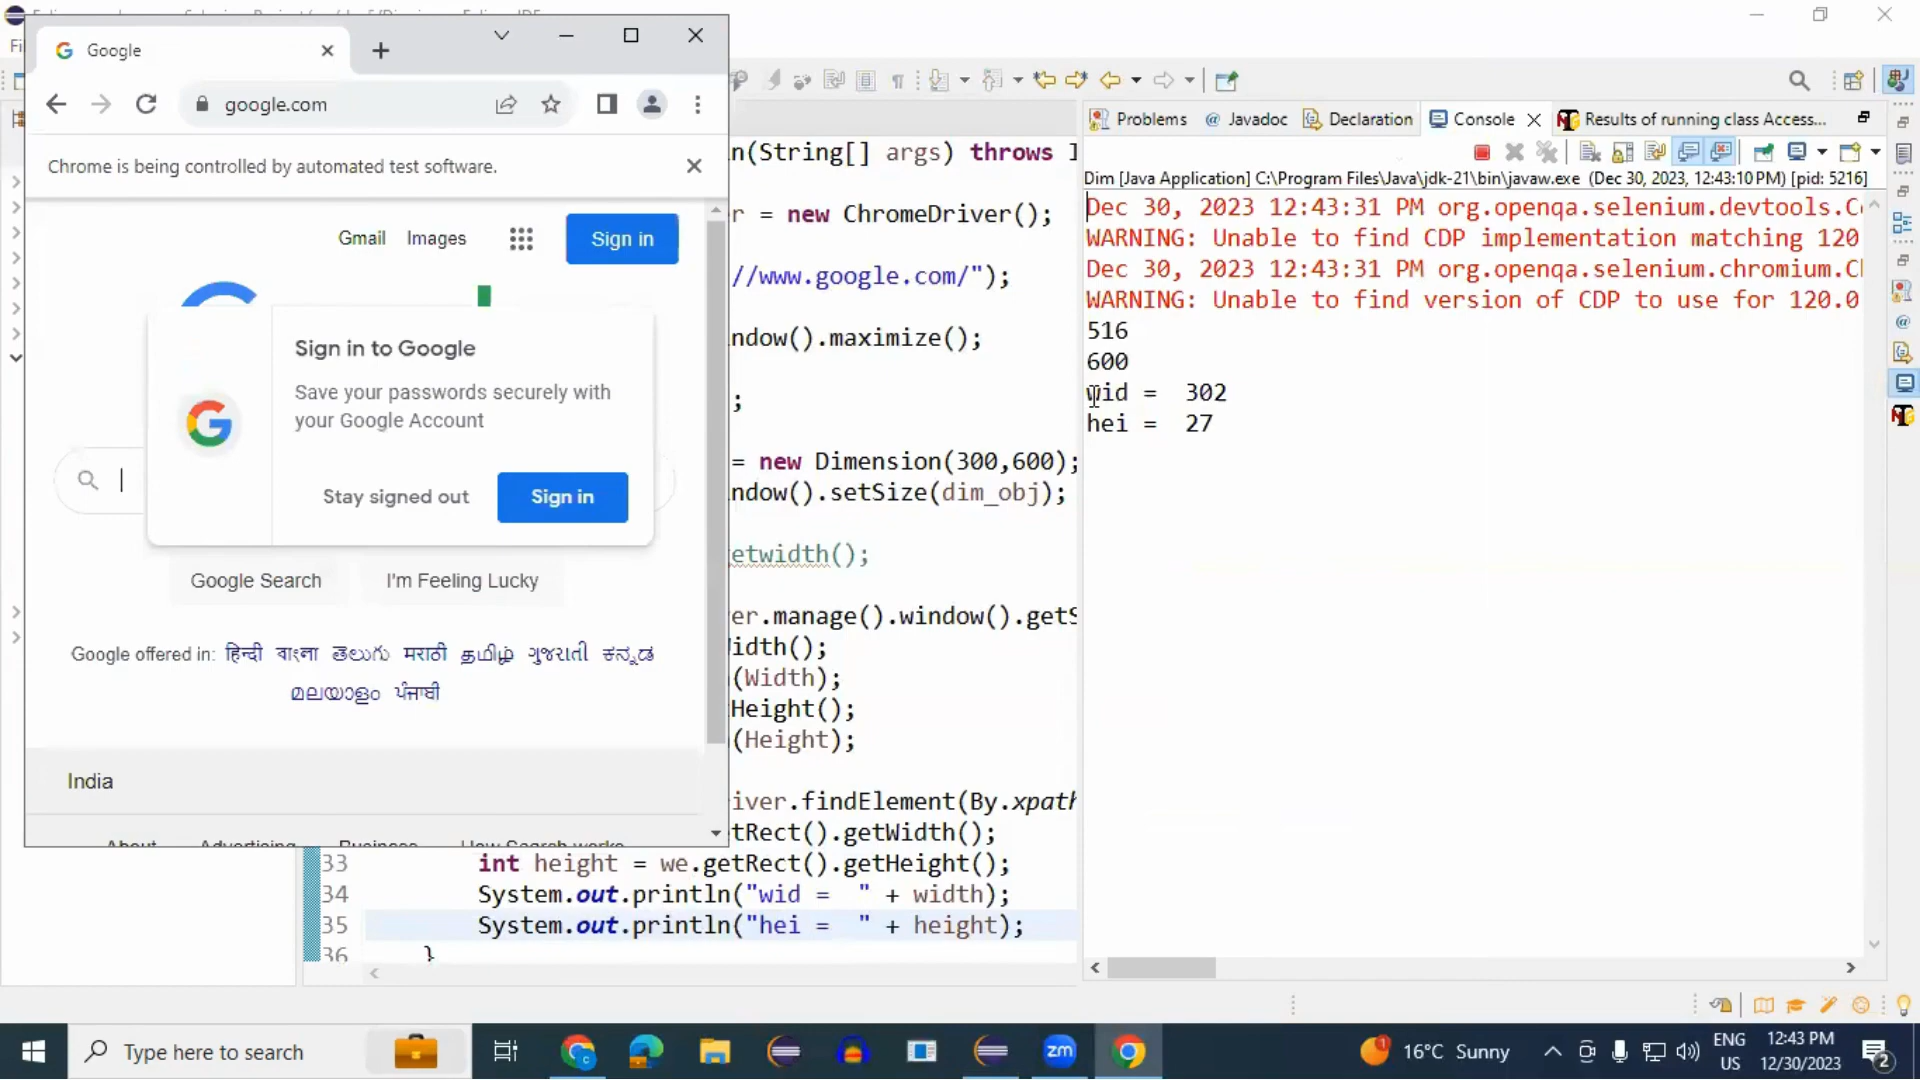 Google
google.com
Chrome is being controlled by automated test software.
Gmail
Images
Sign in
Sign in to Google
Save your passwords securely with
your Google Account
Stay signed out
Sign in
Google Search
I'm Feeling Lucky
Google offered in: हिन्दी বাংলা తెలుగు मराठी தமிழ் ગુજરાતી ಕನ್ನಡ
മലയാളം ਪੰਜਾਬੀ
India
About Advertising Business How Search works
n(String[] args) throws I
r = new ChromeDriver();
//www.google.com/");
ndow().maximize();
;
= new Dimension(300,600);
ndow().setSize(dim_obj);
etwidth();
er.manage().window().getS
idth();
(Width);
Height();
(Height);
iver.findElement(By.xpath
tRect().getWidth();
33 int height = we.getRect().getHeight();
34 System.out.println("wid =  " + width);
35 System.out.println("hei =  " + height);
36 }
Problems
Javadoc
Declaration
Console
Results of running class Access...
Dim [Java Application] C:\Program Files\Java\jdk-21\bin\javaw.exe (Dec 30, 2023, 12:43:10 PM) [pid: 5216]
Dec 30, 2023 12:43:31 PM org.openqa.selenium.devtools.C
WARNING: Unable to find CDP implementation matching 120
Dec 30, 2023 12:43:31 PM org.openqa.selenium.chromium.Cl
WARNING: Unable to find version of CDP to use for 120.0
516
600
wid =  302
hei =  27
Type here to search
zm
16°C Sunny
ENG
US
12:43 PM
12/30/2023
2